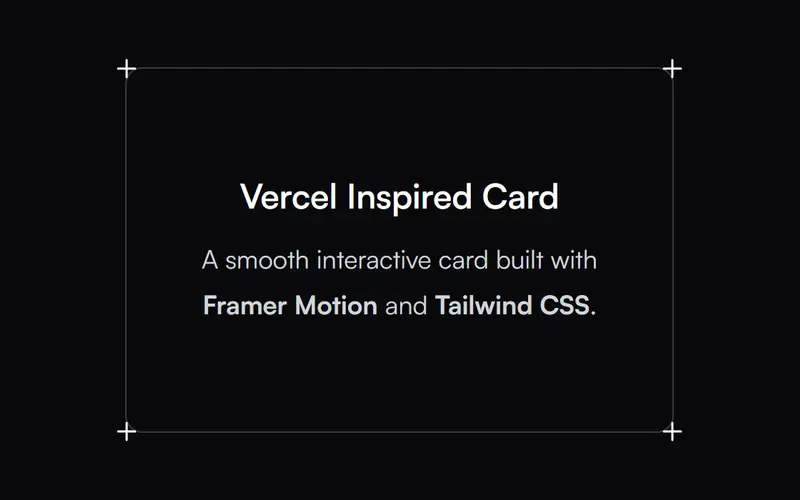 Vercel Inspired Card
A smooth interactive card built with
Framer Motion and Tailwind CSS.